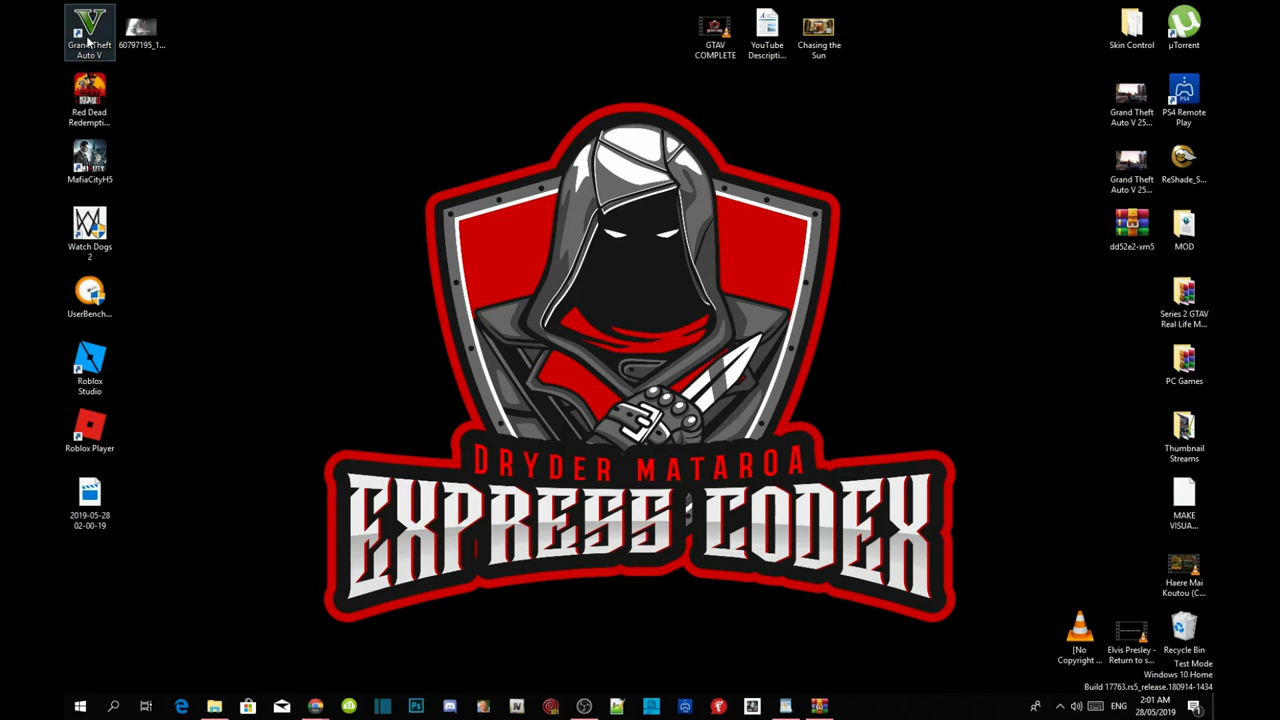 Grand Theft
Auto V
60797195_1...
Red Dead
Redempti...
MafiaCityH5
Watch Dogs
2
UserBench...
Roblox
Studio
Roblox Player
2019-05-28
02-00-19
GTAV
COMPLETE
YouTube
Descripti...
Chasing the
Sun
DRYDER MATAROA
EXPRESS CODEX
Skin Control
µTorrent
Grand Theft
Auto V 25...
PS4 Remote
Play
Grand Theft
Auto V 25...
ReShade_S...
dd52e2-xm5
MOD
Series 2 GTAV
Real Life M...
PC Games
Thumbnail
Streams
MAKE
VISUA...
Haere Mai
Koutou (C...
[No
Copyright ...
Elvis Presley -
Return to s...
Recycle Bin
Test Mode
Windows 10 Home
Build 17763.rs5_release.180914-1434
ENG
2:01 AM
28/05/2019